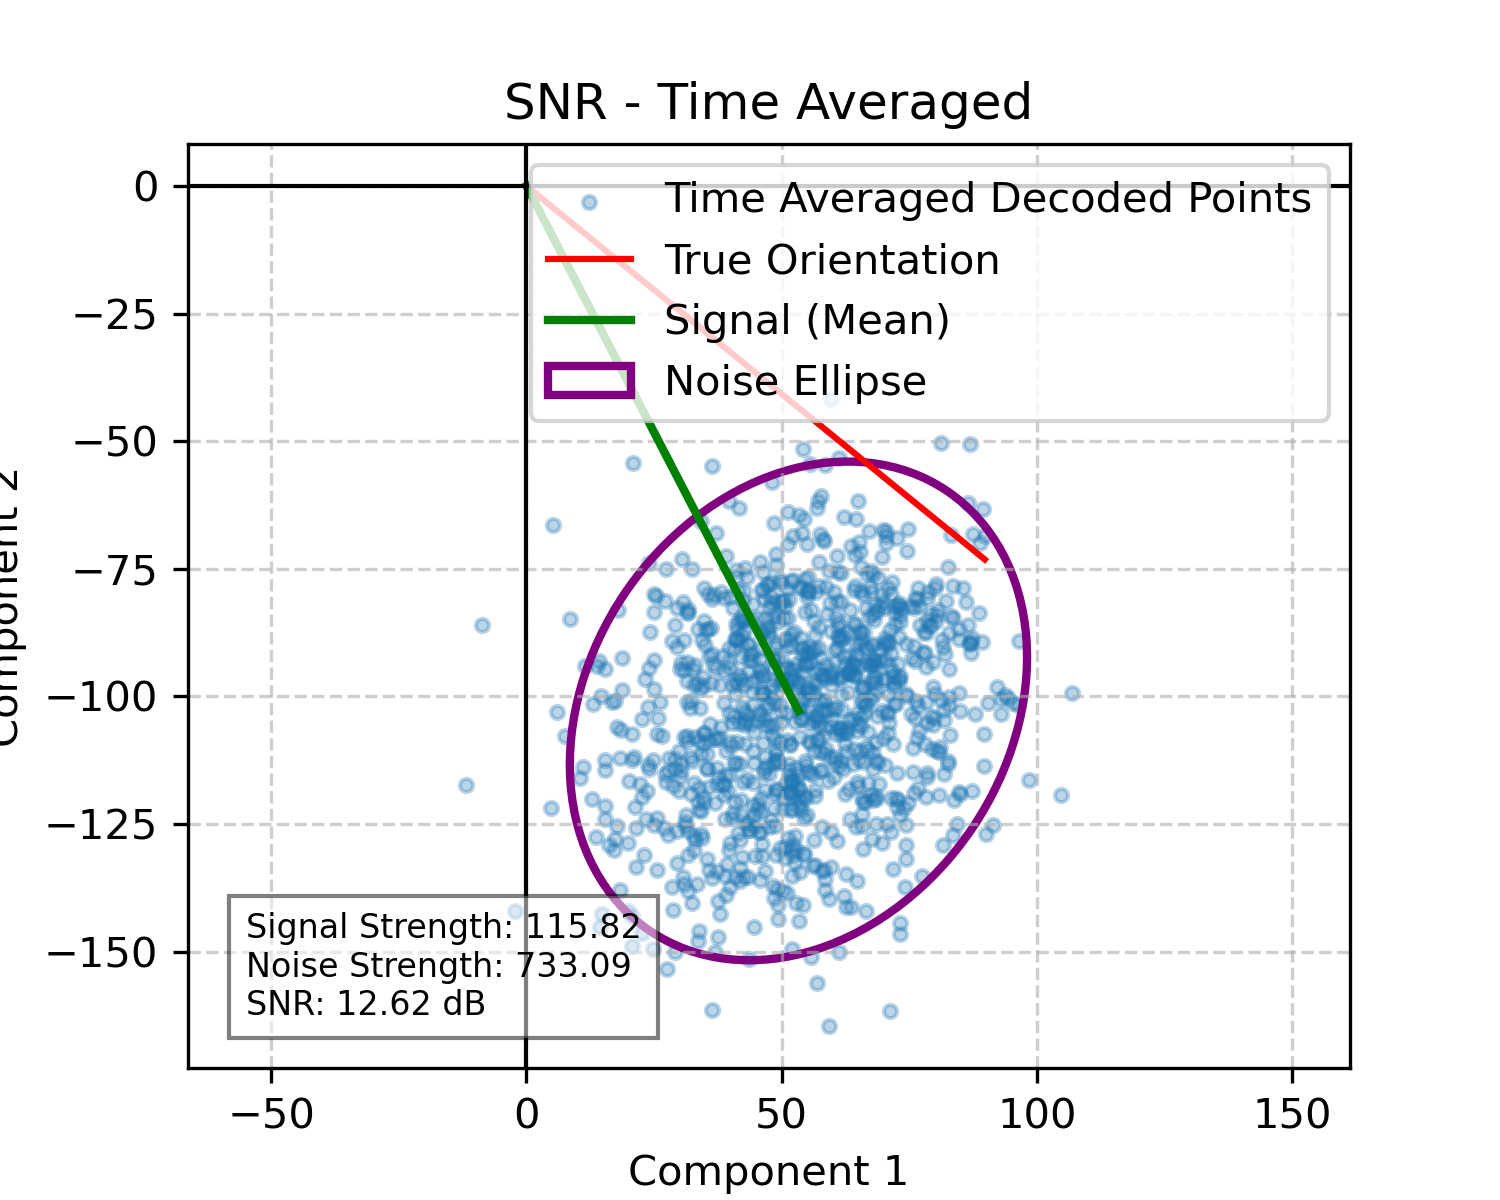 SNR - Time Averaged
Time Averaged Decoded Points
True Orientation
Signal (Mean)
Noise Ellipse
0
−25
−50
−75
−100
−125
−150
Component 2
Signal Strength: 115.82
Noise Strength: 733.09
SNR: 12.62 dB
−50
0
50
100
150
Component 1